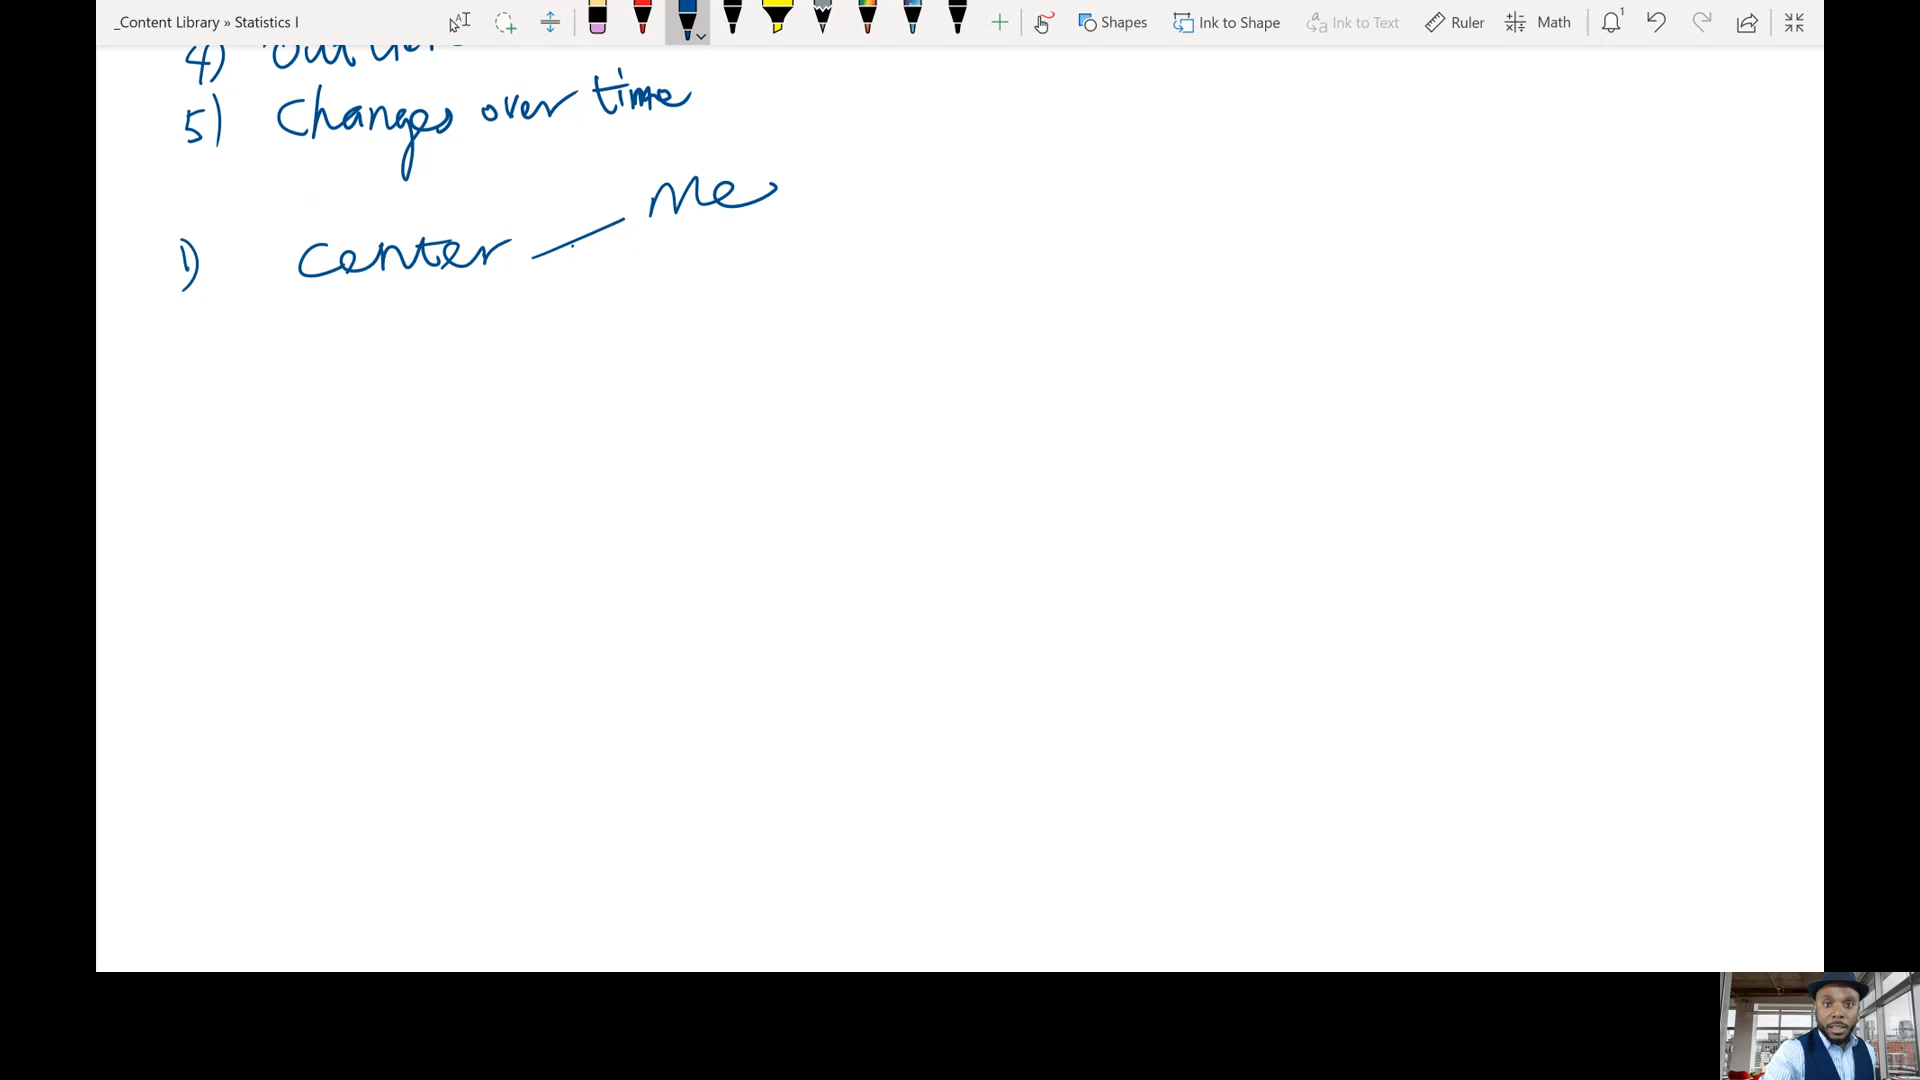 _Content Library » Statistics I
Shapes
Ink to Shape
Ink to Text
Ruler
Math
1
4)
5) Changes over time
Me
1) center